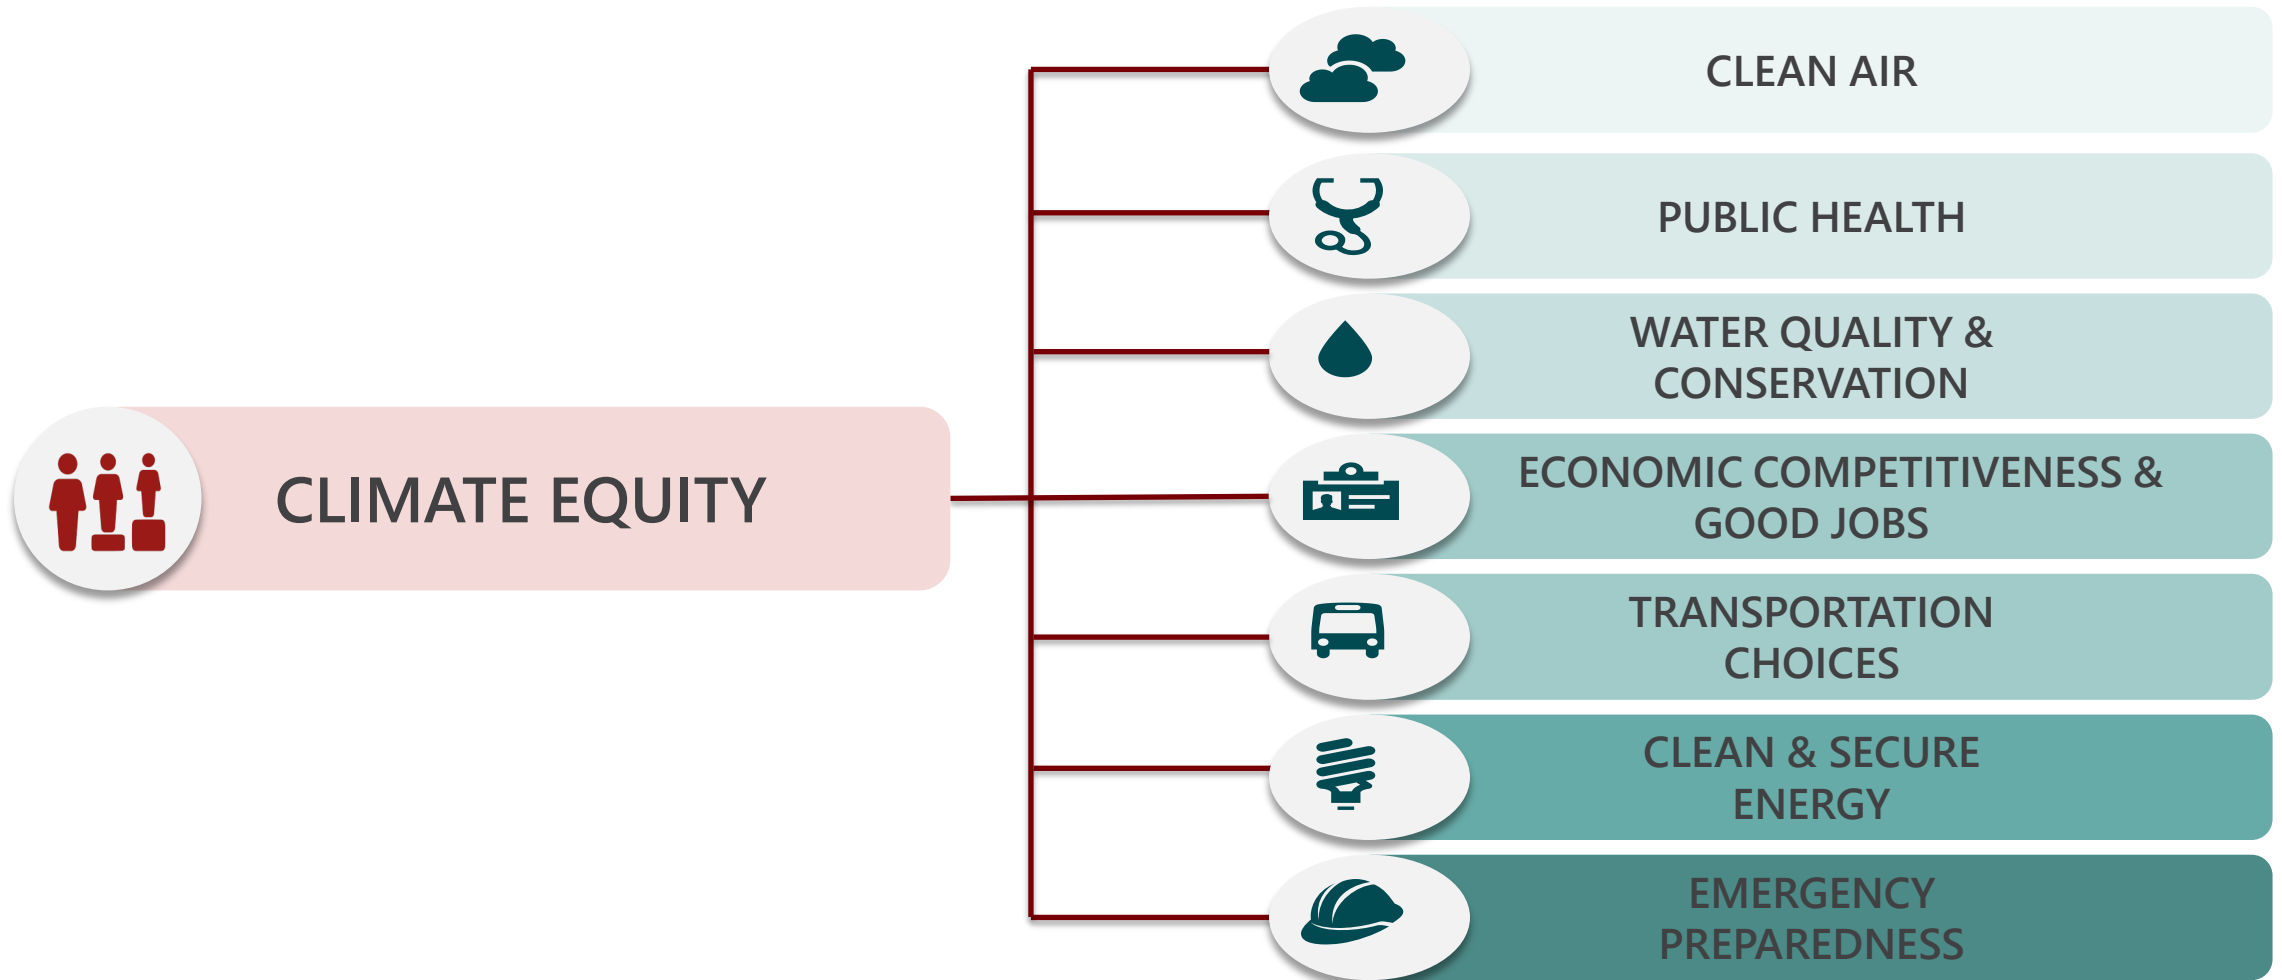 CLIMATE EQUITY
CLEAN AIR
PUBLIC HEALTH
WATER QUALITY &
CONSERVATION
ECONOMIC COMPETITIVENESS &
GOOD JOBS
TRANSPORTATION
CHOICES
CLEAN & SECURE
ENERGY
EMERGENCY
PREPAREDNESS